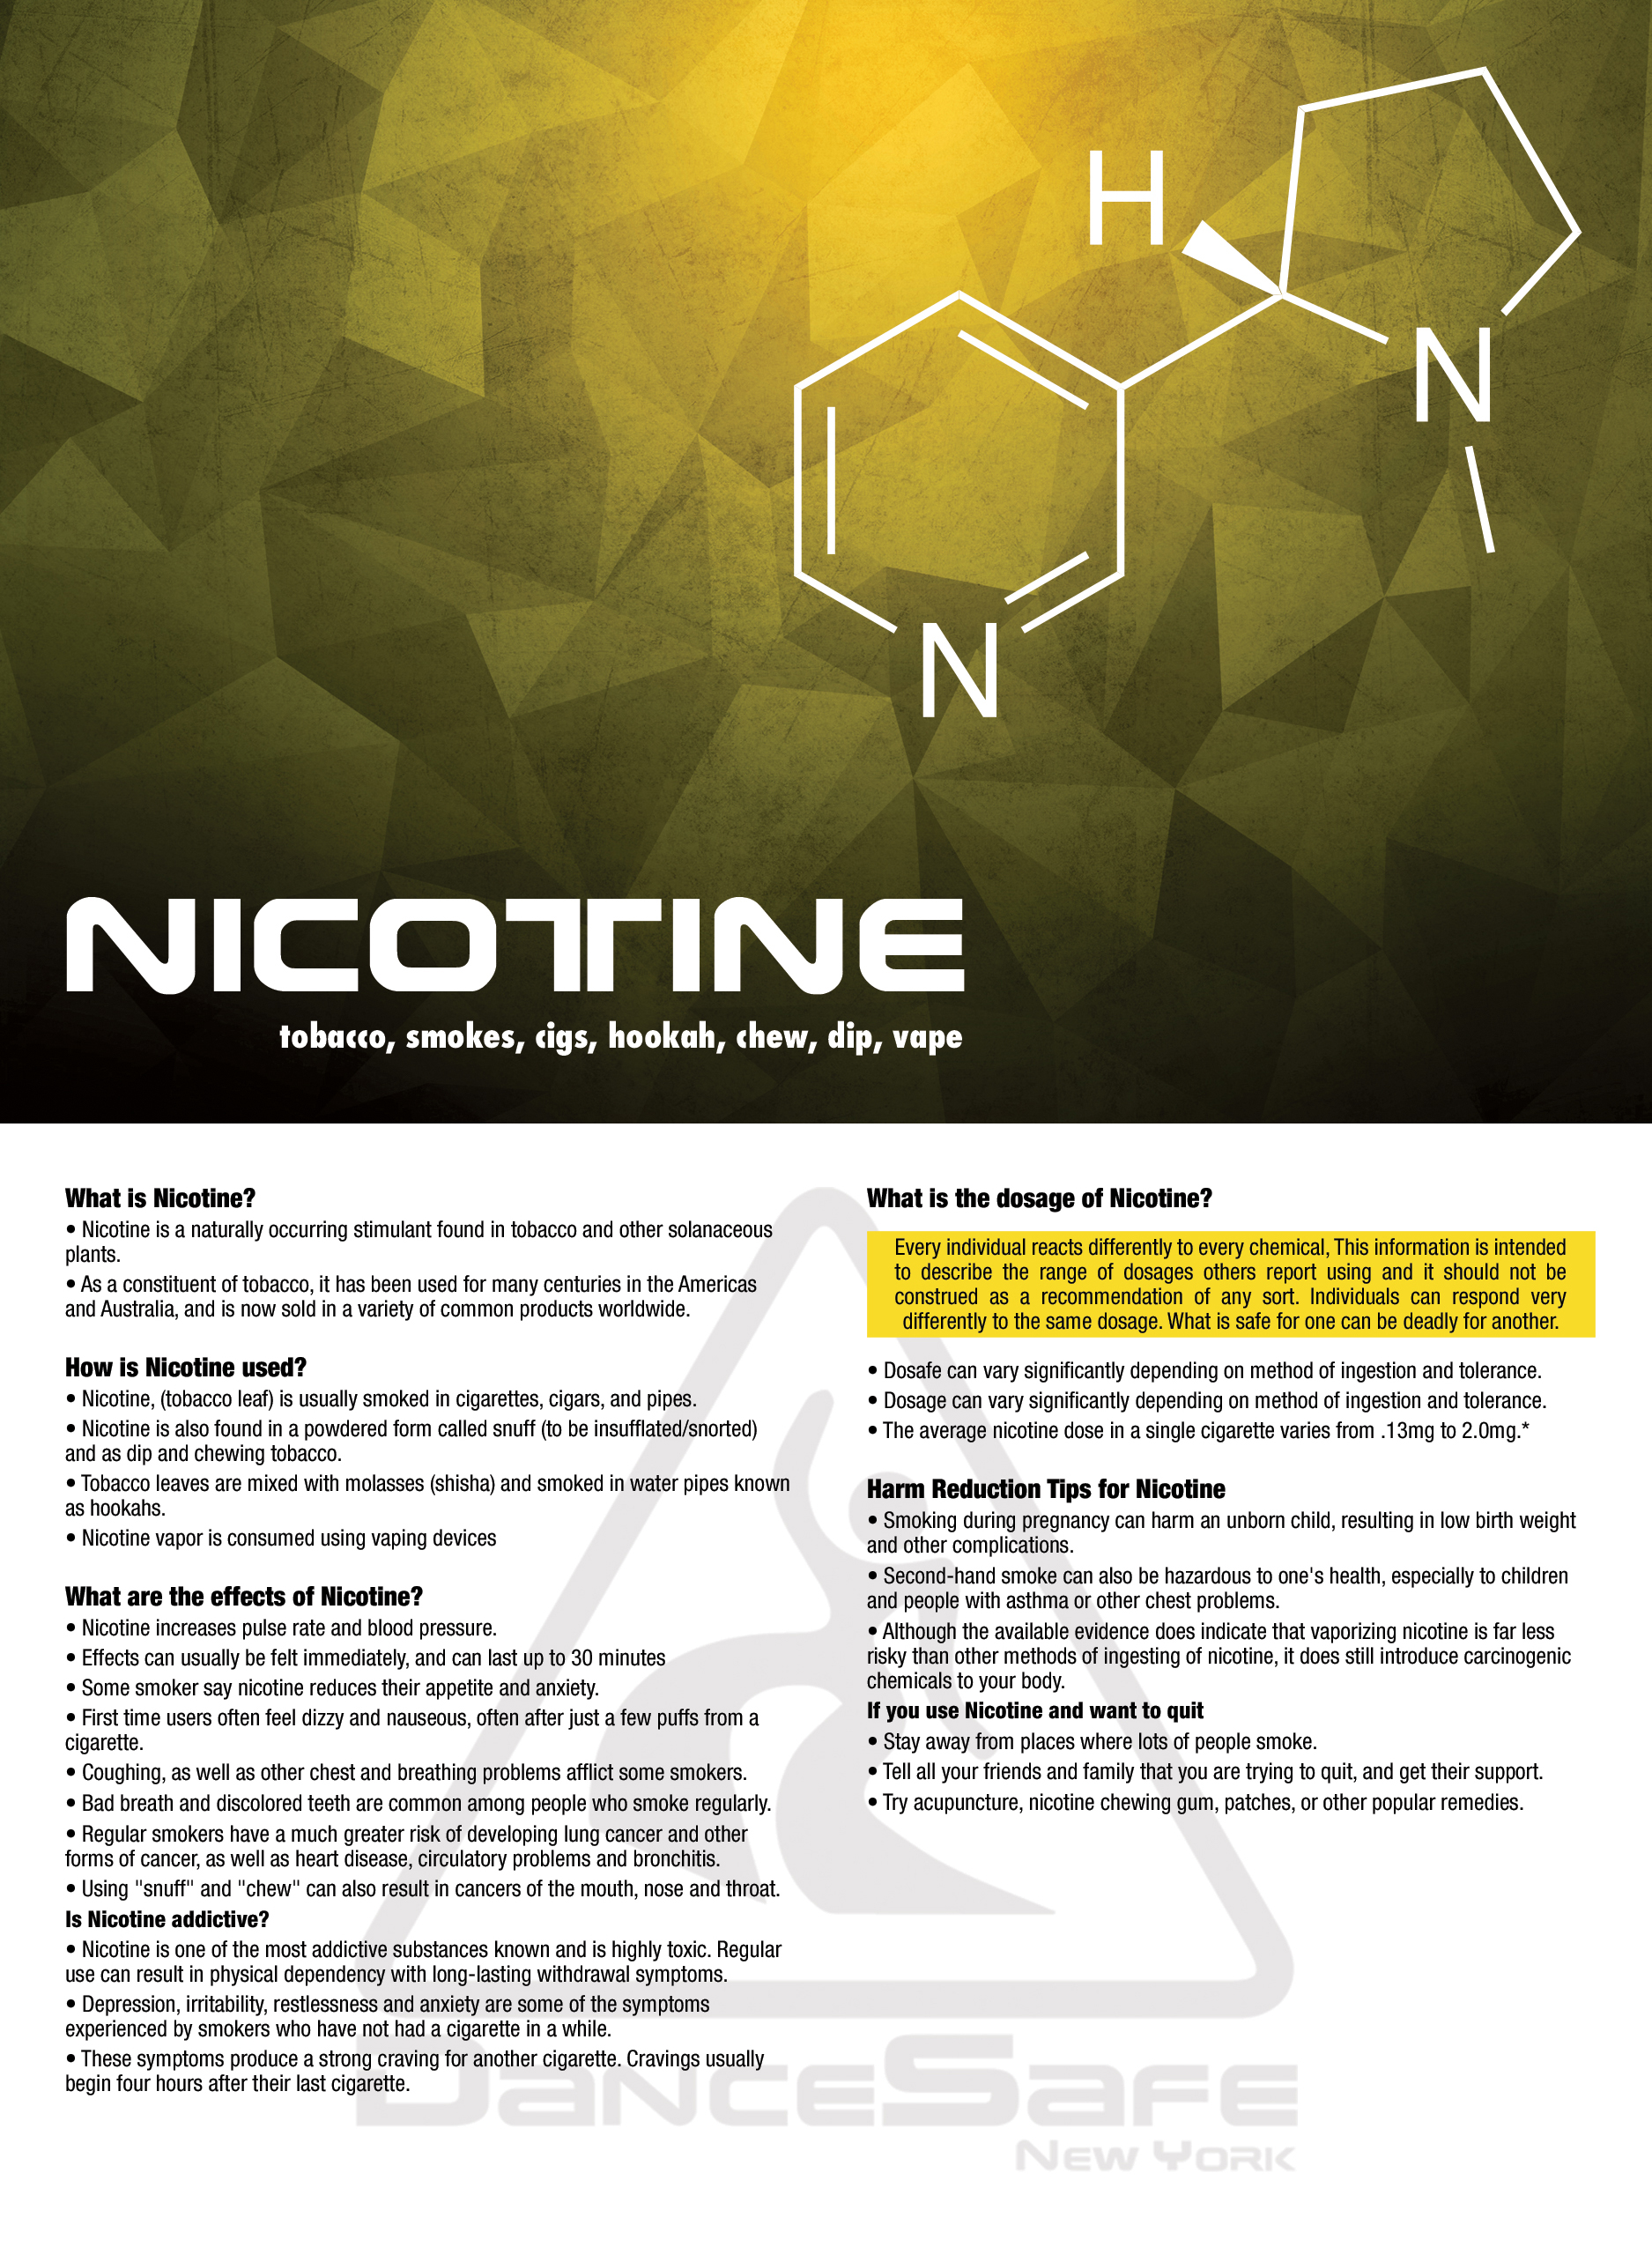 H
N
N
NICOTINE
tobacco, smokes, cigs, hookah, chew, dip, vape
What is Nicotine?
• Nicotine is a naturally occurring stimulant found in tobacco and other solanaceous
plants.
• As a constituent of tobacco, it has been used for many centuries in the Americas
and Australia, and is now sold in a variety of common products worldwide.
How is Nicotine used?
• Nicotine, (tobacco leaf) is usually smoked in cigarettes, cigars, and pipes.
• Nicotine is also found in a powdered form called snuff (to be insufflated/snorted)
and as dip and chewing tobacco.
• Tobacco leaves are mixed with molasses (shisha) and smoked in water pipes known
as hookahs.
• Nicotine vapor is consumed using vaping devices
What are the effects of Nicotine?
• Nicotine increases pulse rate and blood pressure.
• Effects can usually be felt immediately, and can last up to 30 minutes
• Some smoker say nicotine reduces their appetite and anxiety.
• First time users often feel dizzy and nauseous, often after just a few puffs from a
cigarette.
• Coughing, as well as other chest and breathing problems afflict some smokers.
• Bad breath and discolored teeth are common among people who smoke regularly.
• Regular smokers have a much greater risk of developing lung cancer and other
forms of cancer, as well as heart disease, circulatory problems and bronchitis.
• Using "snuff" and "chew" can also result in cancers of the mouth, nose and throat.
Is Nicotine addictive?
• Nicotine is one of the most addictive substances known and is highly toxic. Regular
use can result in physical dependency with long-lasting withdrawal symptoms.
• Depression, irritability, restlessness and anxiety are some of the symptoms
experienced by smokers who have not had a cigarette in a while.
• These symptoms produce a strong craving for another cigarette. Cravings usually
begin four hours after their last cigarette.
What is the dosage of Nicotine?
Every individual reacts differently to every chemical, This information is intended
to describe the range of dosages others report using and it should not be
construed as a recommendation of any sort. Individuals can respond very
differently to the same dosage. What is safe for one can be deadly for another.
• Dosafe can vary significantly depending on method of ingestion and tolerance.
• Dosage can vary significantly depending on method of ingestion and tolerance.
• The average nicotine dose in a single cigarette varies from .13mg to 2.0mg.*
Harm Reduction Tips for Nicotine
• Smoking during pregnancy can harm an unborn child, resulting in low birth weight
and other complications.
• Second-hand smoke can also be hazardous to one's health, especially to children
and people with asthma or other chest problems.
• Although the available evidence does indicate that vaporizing nicotine is far less
risky than other methods of ingesting of nicotine, it does still introduce carcinogenic
chemicals to your body.
If you use Nicotine and want to quit
• Stay away from places where lots of people smoke.
• Tell all your friends and family that you are trying to quit, and get their support.
• Try acupuncture, nicotine chewing gum, patches, or other popular remedies.
DanceSafe
New York